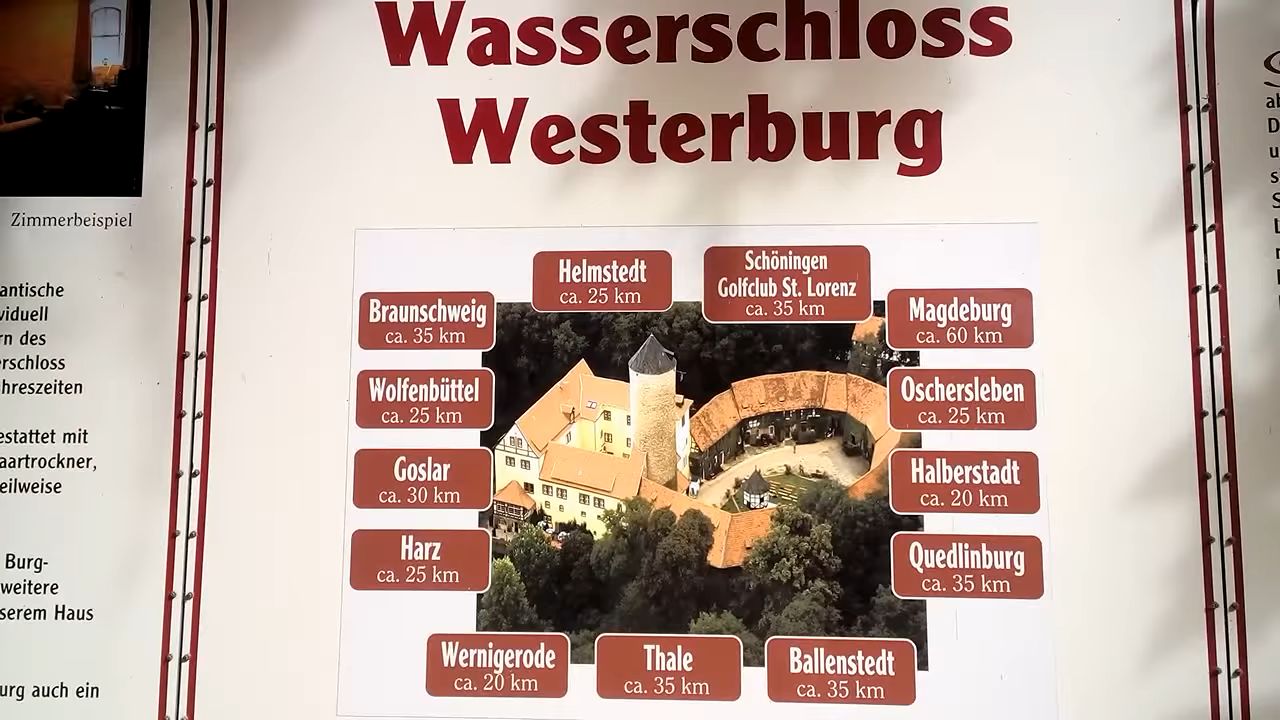 Wasserschloss
Westerburg
Helmstedt
ca. 25 km
Schöningen
Golfclub St. Lorenz
ca. 35 km
Braunschweig
ca. 35 km
Magdeburg
ca. 60 km
Wolfenbüttel
ca. 25 km
Oschersleben
ca. 25 km
Goslar
ca. 30 km
Halberstadt
ca. 20 km
Harz
ca. 25 km
Quedlinburg
ca. 35 km
Wernigerode
ca. 20 km
Thale
ca. 35 km
Ballenstedt
ca. 35 km
Zimmerbeispiel
antische
viduell
rn des
erschloss
hreszeiten
estattet mit
aartrockner,
eilweise
Burg-
weitere
serem Haus
urg auch ein